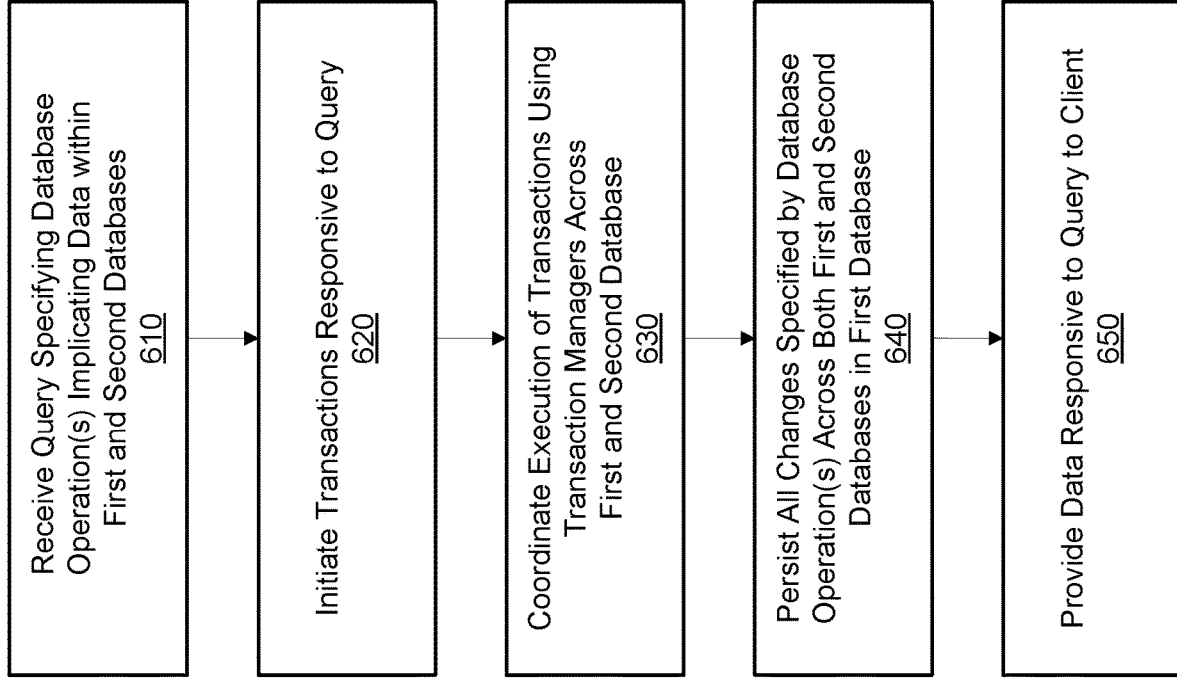 Receive Query Specifying Database
Operation(s) Implicating Data within
First and Second Databases
610
Initiate Transactions Responsive to Query
620
Coordinate Execution of Transactions Using
Transaction Managers Across
First and Second Database
630
Persist All Changes Specified by Database
Operation(s) Across Both First and Second
Databases in First Database
640
Provide Data Responsive to Query to Client
650